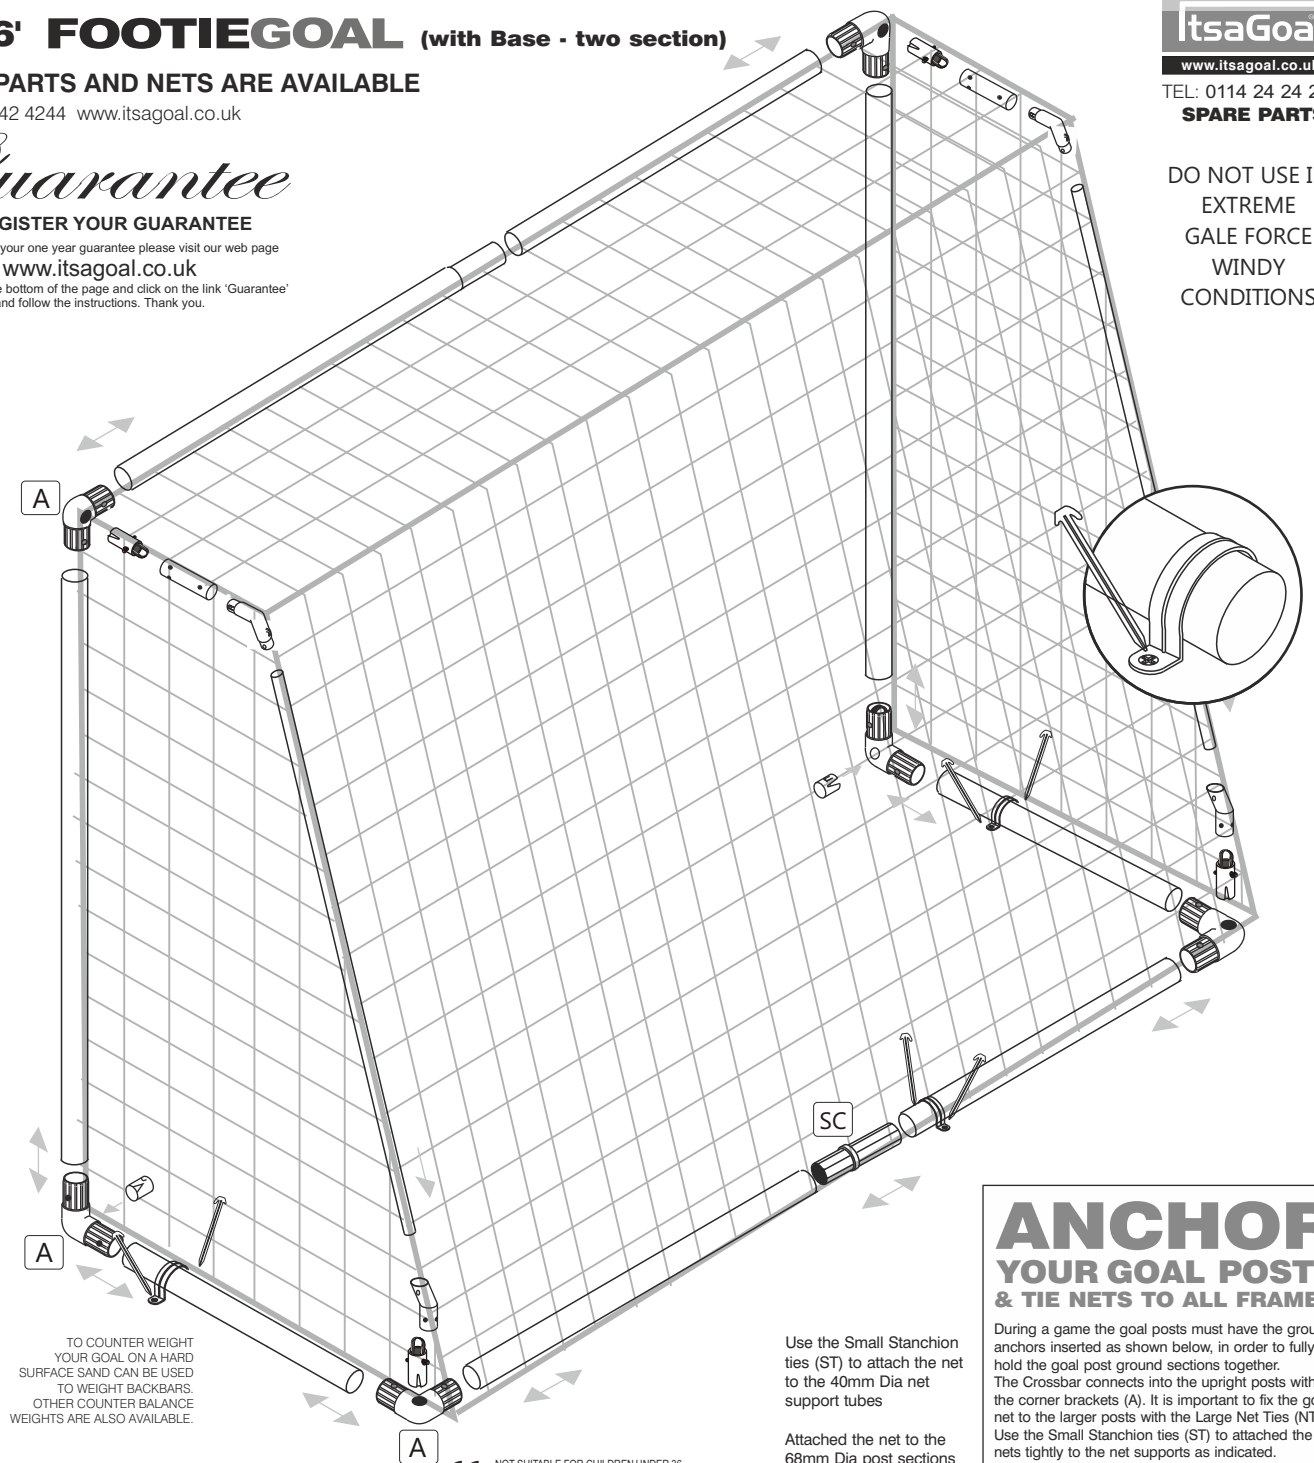 6' FOOTIEGOAL (with Base - two section)
PARTS AND NETS ARE AVAILABLE
42 4244 www.itsagoal.co.uk
uarantee
GISTER YOUR GUARANTEE
your one year guarantee please visit our web page
www.itsagoal.co.uk
e bottom of the page and click on the link ‘Guarantee’
and follow the instructions. Thank you.
ItsaGoa
www.itsagoal.co.u
TEL: 0114 24 24 2
SPARE PARTS
DO NOT USE I
EXTREME
GALE FORCE
WINDY
CONDITIONS
A
SC
A
TO COUNTER WEIGHT
YOUR GOAL ON A HARD
SURFACE SAND CAN BE USED
TO WEIGHT BACKBARS.
OTHER COUNTER BALANCE
WEIGHTS ARE ALSO AVAILABLE.
A
NOT SUITABLE FOR CHILDREN UNDER 36
Use the Small Stanchion
ties (ST) to attach the net
to the 40mm Dia net
support tubes
Attached the net to the
68mm Dia post sections
ANCHOR
YOUR GOAL POST
& TIE NETS TO ALL FRAME
During a game the goal posts must have the grou
anchors inserted as shown below, in order to fully
hold the goal post ground sections together.
The Crossbar connects into the upright posts with
the corner brackets (A). It is important to fix the go
net to the larger posts with the Large Net Ties (NT
Use the Small Stanchion ties (ST) to attached the
nets tightly to the net supports as indicated.